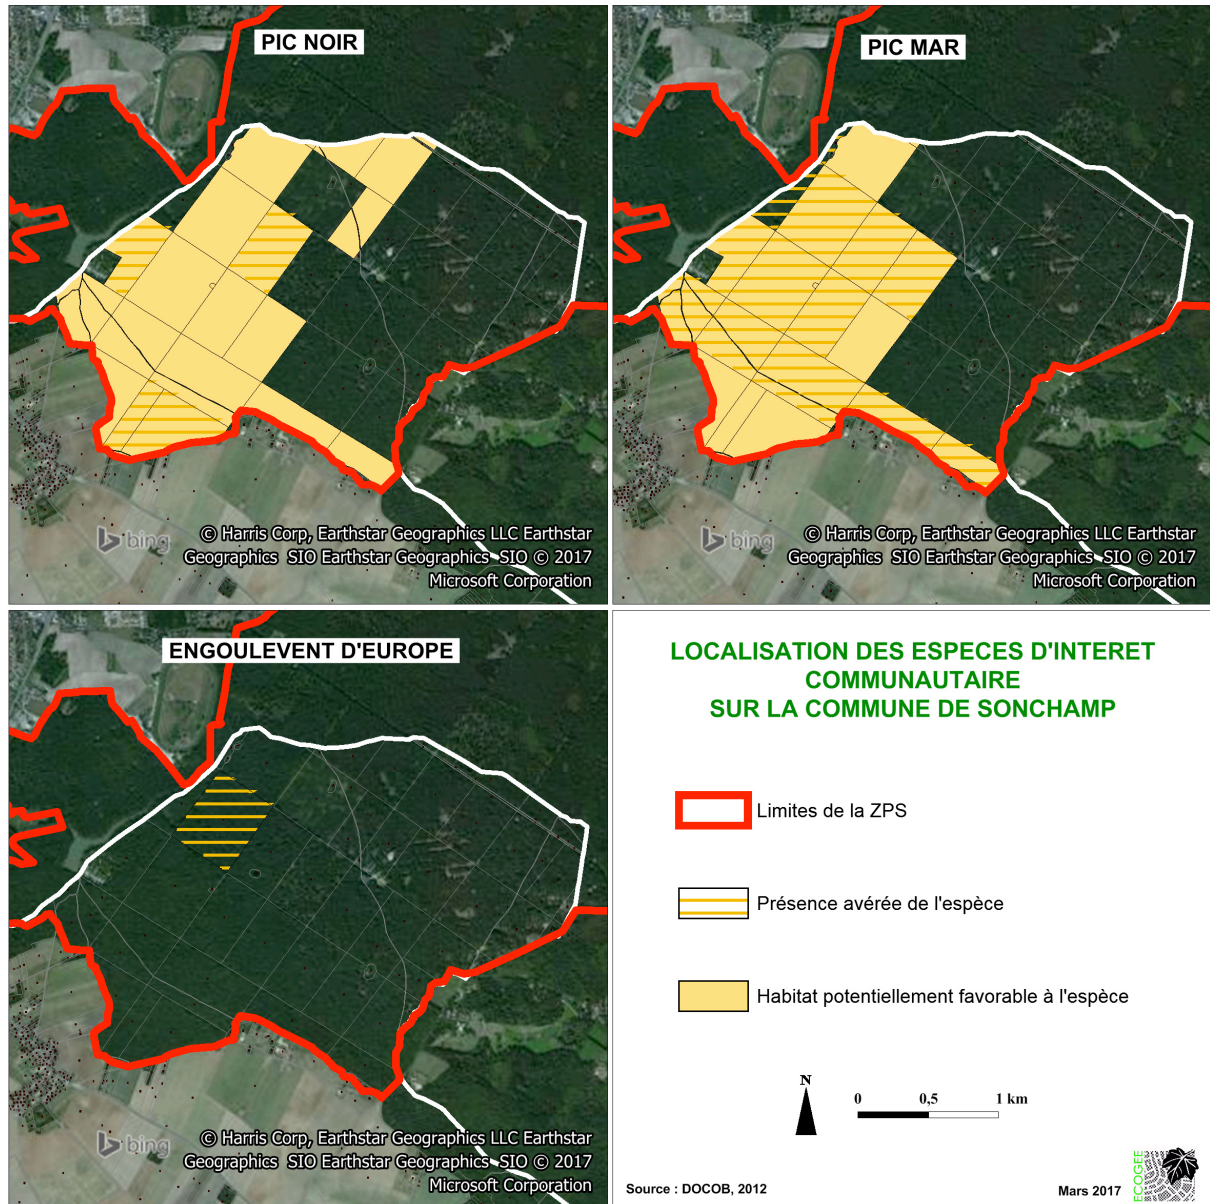 PIC NOIR
bing
© Harris Corp, Earthstar Geographics LLC Earthstar
Geographics SIO Earthstar Geographics SIO © 2017
Microsoft Corporation
PIC MAR
bing
© Harris Corp, Earthstar Geographics LLC Earthstar
Geographics SIO Earthstar Geographics SIO © 2017
Microsoft Corporation
ENGOULEVENT D'EUROPE
bing
© Harris Corp, Earthstar Geographics LLC Earthstar
Geographics SIO Earthstar Geographics SIO © 2017
Microsoft Corporation
LOCALISATION DES ESPECES D'INTERET
COMMUNAUTAIRE
SUR LA COMMUNE DE SONCHAMP
Limites de la ZPS
Présence avérée de l'espèce
Habitat potentiellement favorable à l'espèce
N
0 0,5 1 km
Source : DOCOB, 2012
Mars 2017
ECOGEE